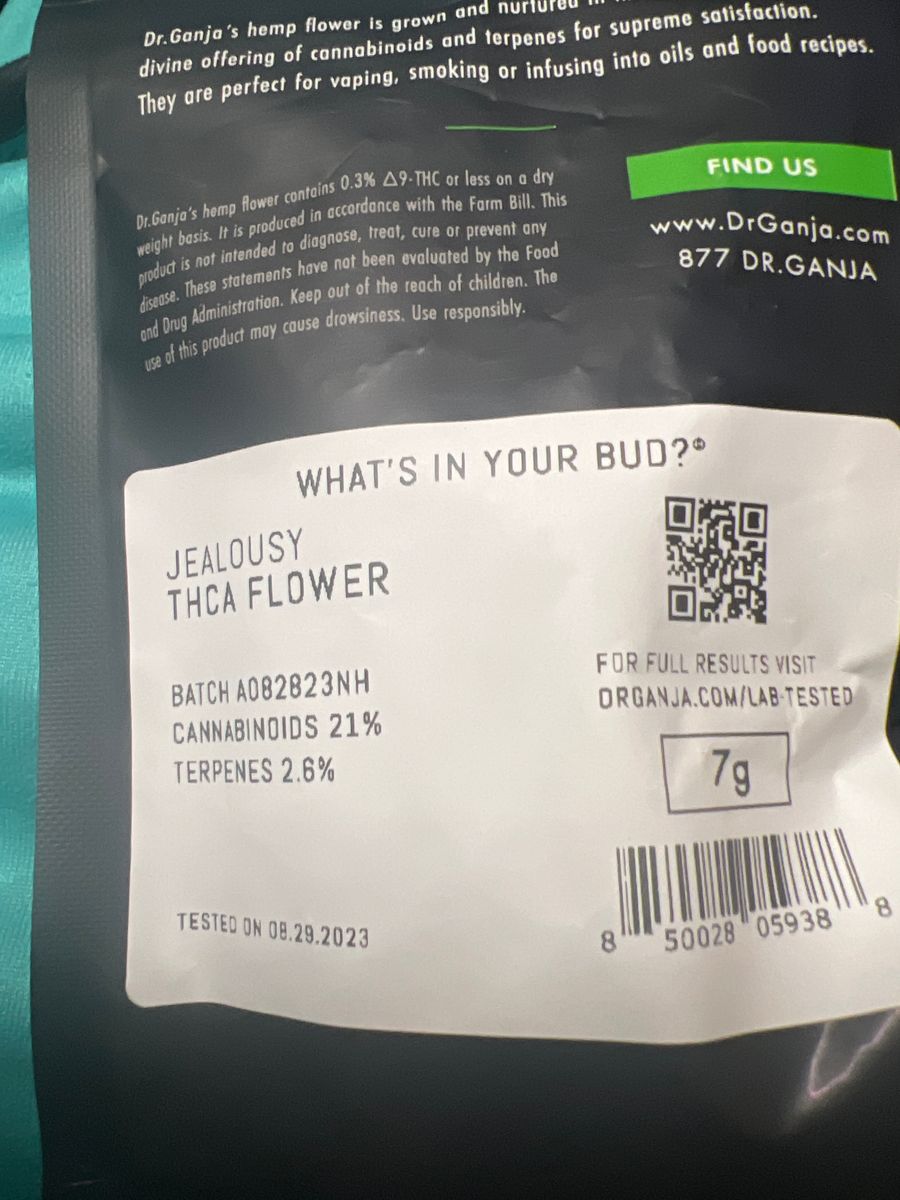 Dr.Ganja's hemp flower is grown and nurtured
divine offering of cannabinoids and terpenes for supreme satisfaction.
They are perfect for vaping, smoking or infusing into oils and food recipes.
Dr.Ganja's hemp flower contains 0.3% Δ9-THC or less on a dry
weight basis. It is produced in accordance with the Farm Bill. This
product is not intended to diagnose, treat, cure or prevent any
disease. These statements have not been evaluated by the Food
and Drug Administration. Keep out of the reach of children. The
use of this product may cause drowsiness. Use responsibly.
FIND US
www.DrGanja.com
877 DR.GANJA
WHAT'S IN YOUR BUD?®
JEALOUSY
THCA FLOWER
BATCH A082823NH
CANNABINOIDS 21%
TERPENES 2.6%
TESTED ON 08.29.2023
FOR FULL RESULTS VISIT
DRGANJA.COM/LAB-TESTED
7g
8 50028 05938 8